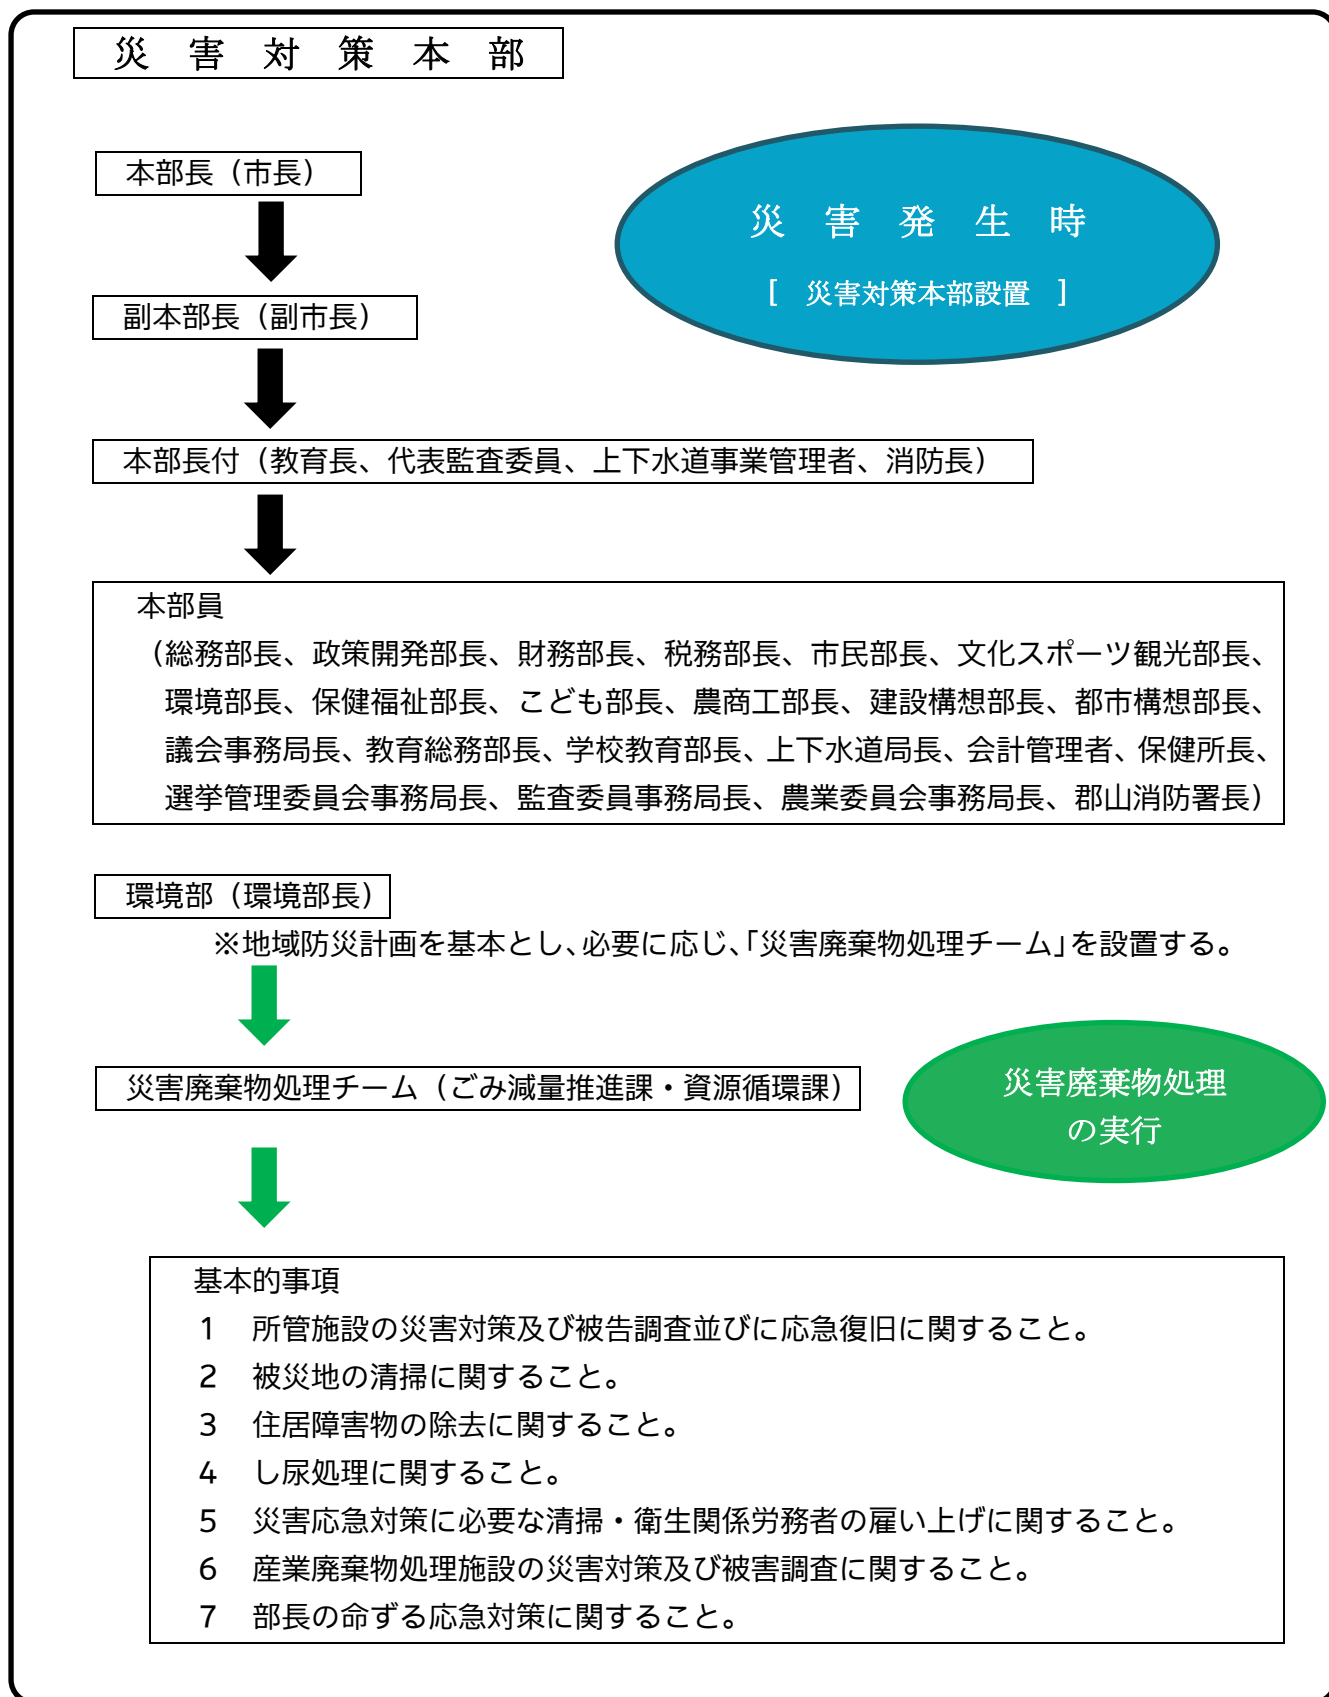 災　害　対　策　本　部
本部長（市長）
災　害　発　生　時
[　災害対策本部設置　]
副本部長（副市長）
本部長付（教育長、代表監査委員、上下水道事業管理者、消防長）
本部員
（総務部長、政策開発部長、財務部長、税務部長、市民部長、文化スポーツ観光部長、
環境部長、保健福祉部長、こども部長、農商工部長、建設構想部長、都市構想部長、
議会事務局長、教育総務部長、学校教育部長、上下水道局長、会計管理者、保健所長、
選挙管理委員会事務局長、監査委員事務局長、農業委員会事務局長、郡山消防署長）
環境部（環境部長）
※地域防災計画を基本とし、必要に応じ、「災害廃棄物処理チーム」を設置する。
災害廃棄物処理チーム（ごみ減量推進課・資源循環課）
災害廃棄物処理
の実行
基本的事項
1　所管施設の災害対策及び被告調査並びに応急復旧に関すること。
2　被災地の清掃に関すること。
3　住居障害物の除去に関すること。
4　し尿処理に関すること。
5　災害応急対策に必要な清掃・衛生関係労務者の雇い上げに関すること。
6　産業廃棄物処理施設の災害対策及び被害調査に関すること。
7　部長の命ずる応急対策に関すること。